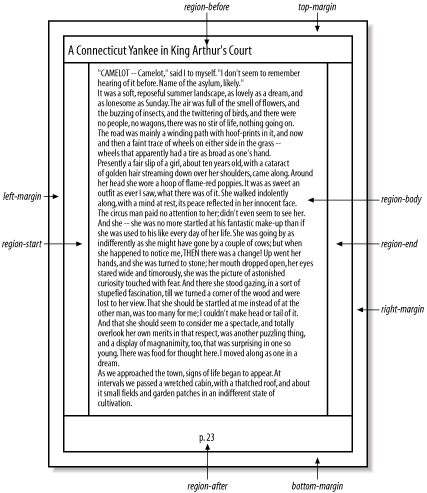 region-before
top-margin
A Connecticut Yankee in King Arthur's Court
"CAMELOT -- Camelot," said I to myself. "I don't seem to remember
hearing of it before. Name of the asylum, likely."
It was a soft, reposeful summer landscape, as lovely as a dream, and
as lonesome as Sunday. The air was full of the smell of flowers, and
the buzzing of insects, and the twittering of birds, and there were
no people, no wagons, there was no stir of life, nothing going on.
The road was mainly a winding path with hoof-prints in it, and now
and then a faint trace of wheels on either side in the grass --
wheels that apparently had a tire as broad as one's hand.
Presently a fair slip of a girl, about ten years old, with a cataract
of golden hair streaming down over her shoulders, came along. Around
her head she wore a hoop of flame-red poppies. It was as sweet an
outfit as ever I saw, what there was of it. She walked indolently
along, with a mind at rest, its peace reflected in her innocent face.
The circus man paid no attention to her; didn't even seem to see her.
And she -- she was no more startled at his fantastic make-up than if
she was used to his like every day of her life. She was going by as
indifferently as she might have gone by a couple of cows; but when
she happened to notice me, THEN there was a change! Up went her
hands, and she was turned to stone; her mouth dropped open, her eyes
stared wide and timorously, she was the picture of astonished
curiosity touched with fear. And there she stood gazing, in a sort of
stupefied fascination, till we turned a corner of the wood and were
lost to her view. That she should be startled at me instead of at the
other man, was too many for me; I couldn't make head or tail of it.
And that she should seem to consider me a spectacle, and totally
overlook her own merits in that respect, was another puzzling thing,
and a display of magnanimity, too, that was surprising in one so
young. There was food for thought here. I moved along as one in a
dream.
As we approached the town, signs of life began to appear. At
intervals we passed a wretched cabin, with a thatched roof, and about
it small fields and garden patches in an indifferent state of
cultivation.
left-margin
region-start
region-body
region-end
right-margin
p. 23
region-after
bottom-margin